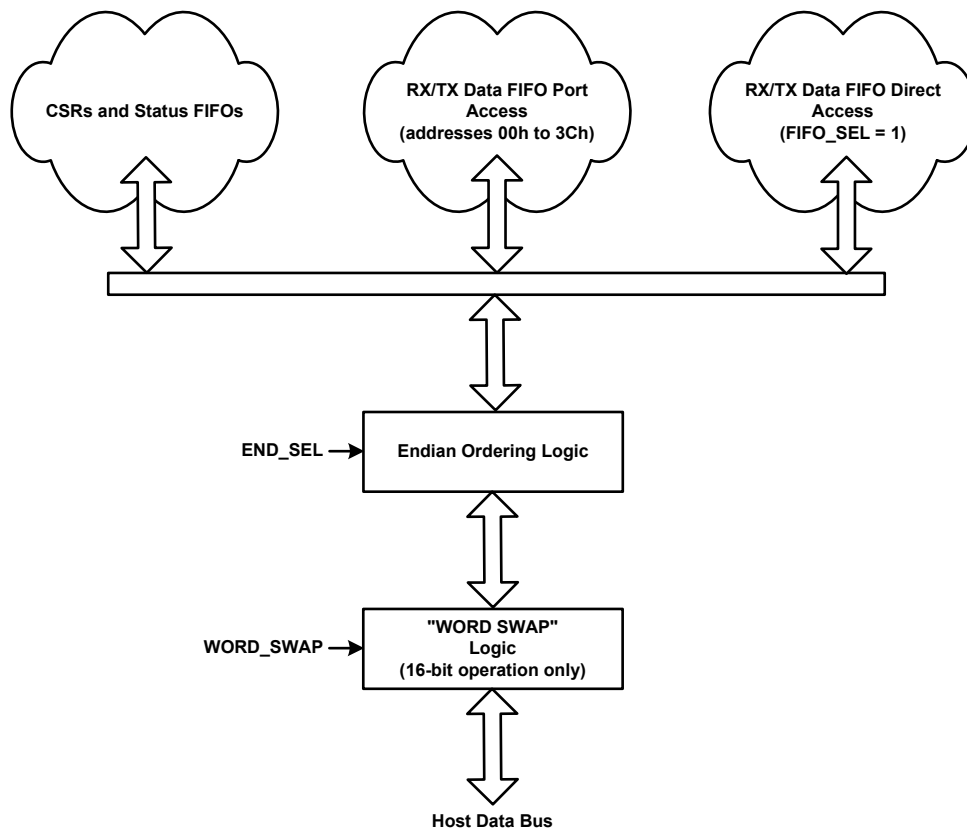 CSRs and Status FIFOs
RX/TX Data FIFO Port
Access
(addresses 00h to 3Ch)
RX/TX Data FIFO Direct
Access
(FIFO_SEL = 1)
END_SEL
Endian Ordering Logic
WORD_SWAP
"WORD SWAP"
Logic
(16-bit operation only)
Host Data Bus